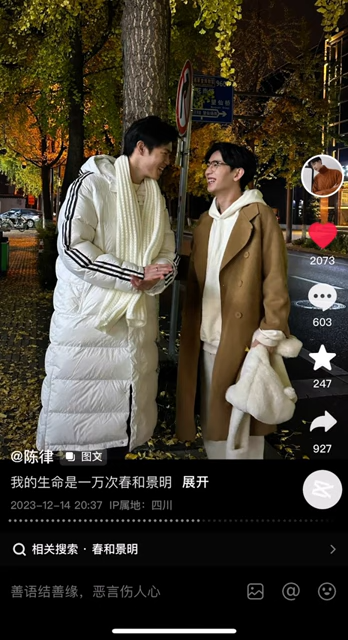 2073
603
247
927
@陈律 图文
我的生命是一万次春和景明 展开
2023-12-14 20:37 IP属地：四川
相关搜索 · 春和景明
善语结善缘，恶言伤人心
@